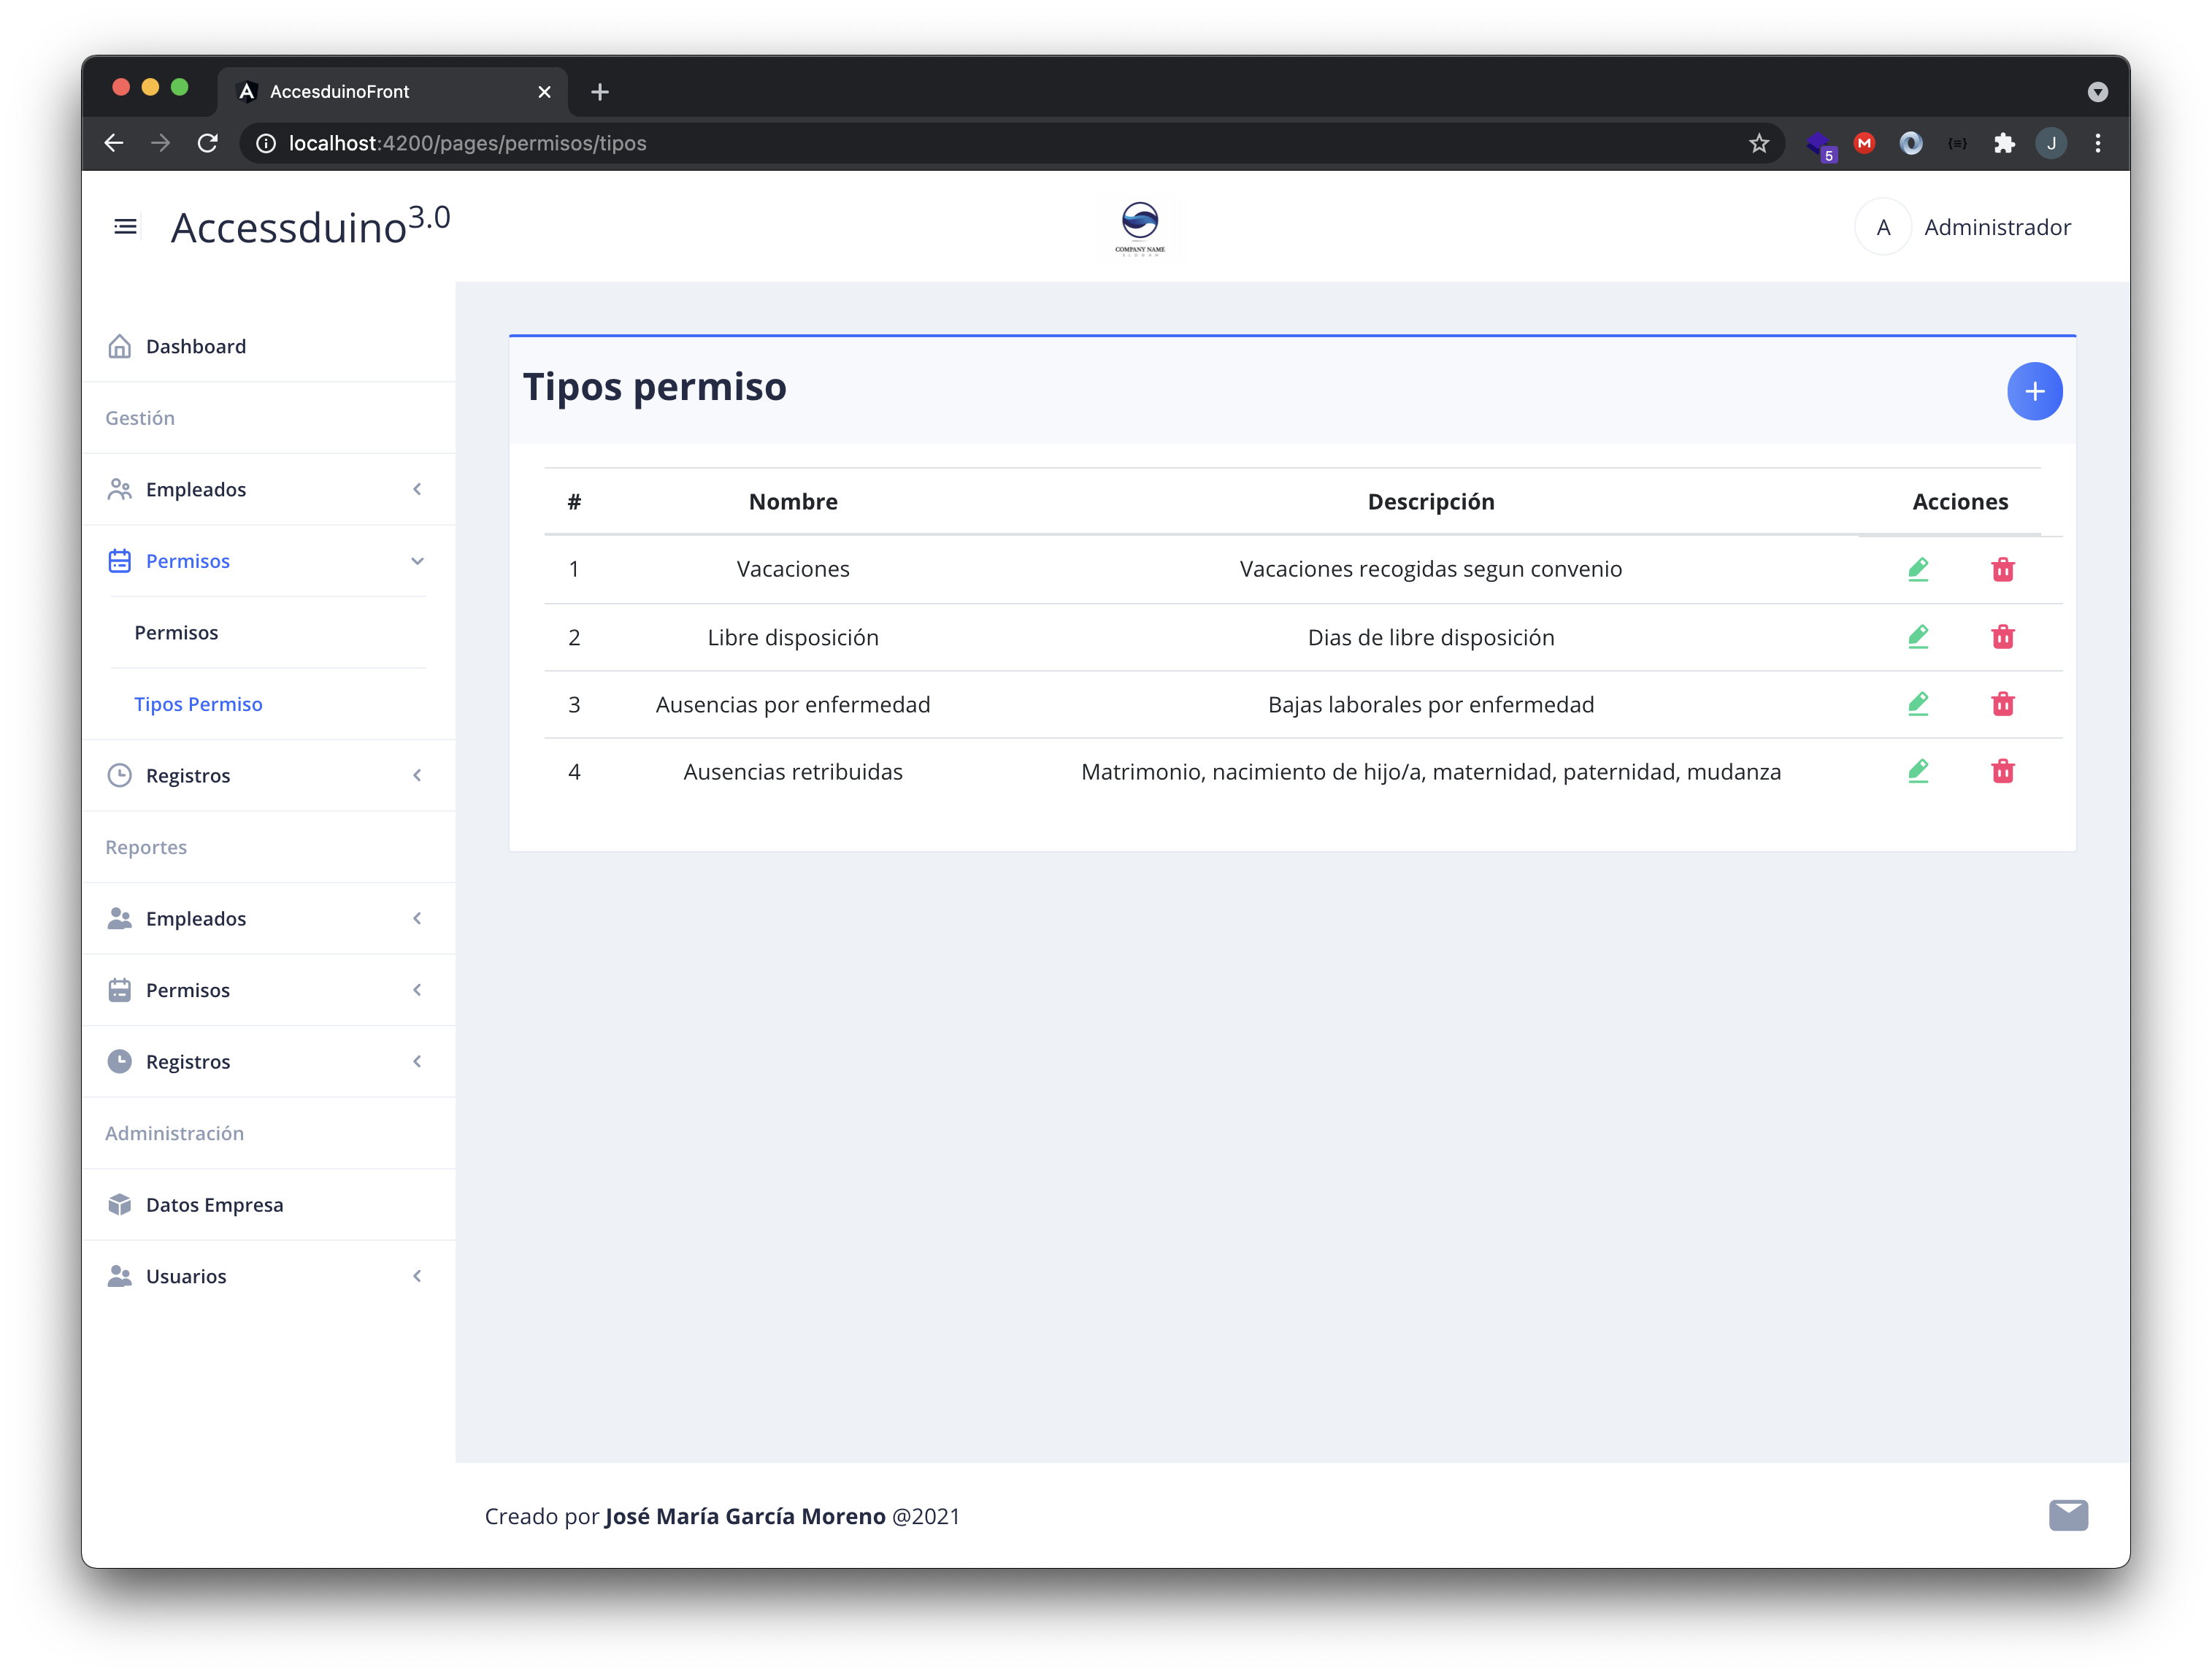 AccesduinoFront
localhost:4200/pages/permisos/tipos
5
M
J
Accessduino3.0
COMPANY NAME
SLOGAN
A Administrador
Dashboard
Gestión
Empleados
Permisos
Permisos
Tipos Permiso
Registros
Reportes
Empleados
Permisos
Registros
Administración
Datos Empresa
Usuarios
Tipos permiso
# Nombre Descripción Acciones
1 Vacaciones Vacaciones recogidas segun convenio
2 Libre disposición Dias de libre disposición
3 Ausencias por enfermedad Bajas laborales por enfermedad
4 Ausencias retribuidas Matrimonio, nacimiento de hijo/a, maternidad, paternidad, mudanza
Creado por José María García Moreno @2021